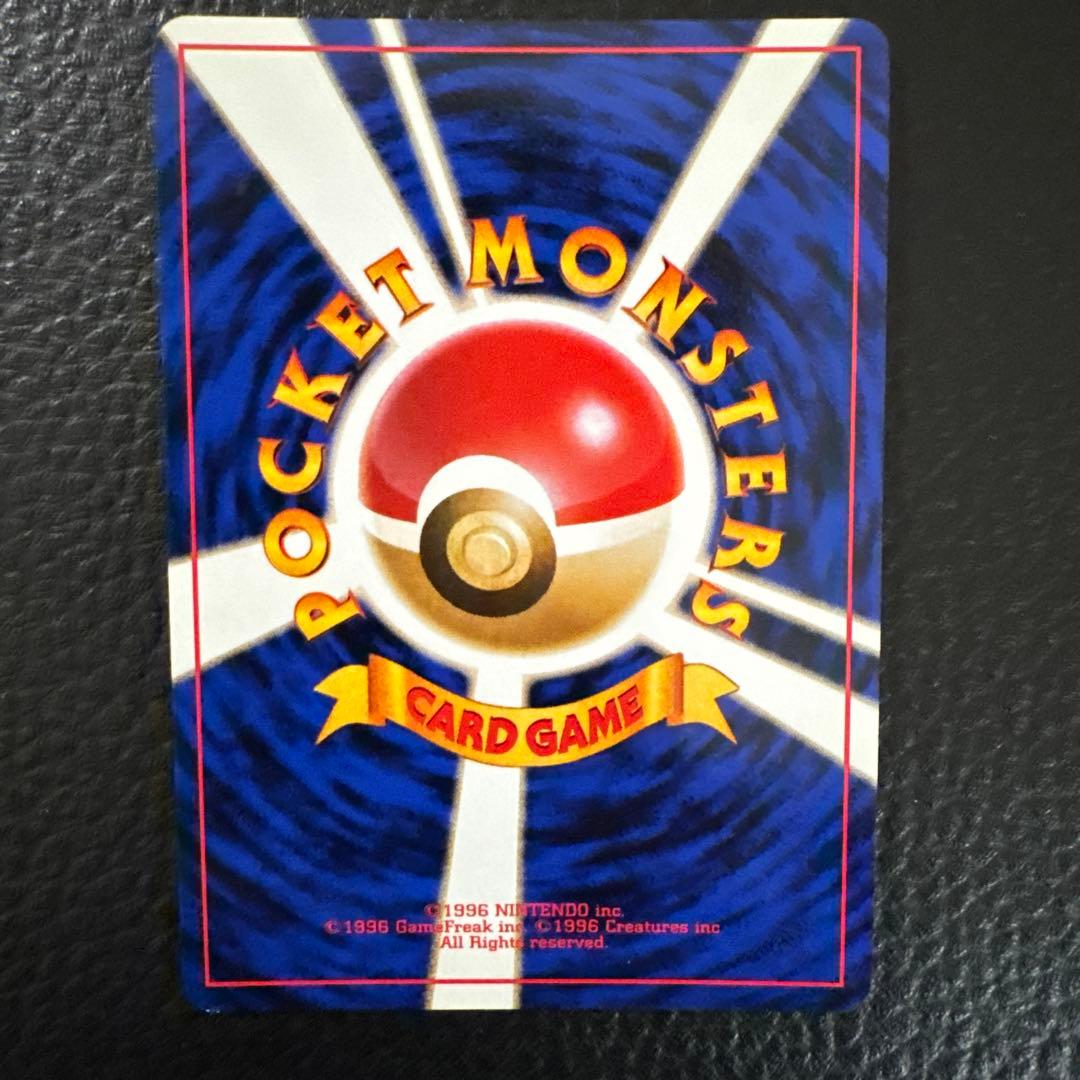 POCKET MONSTERS
CARD GAME
©1996 NINTENDO inc.
©1996 GameFreak inc. ©1996 Creatures inc
All Rights reserved.